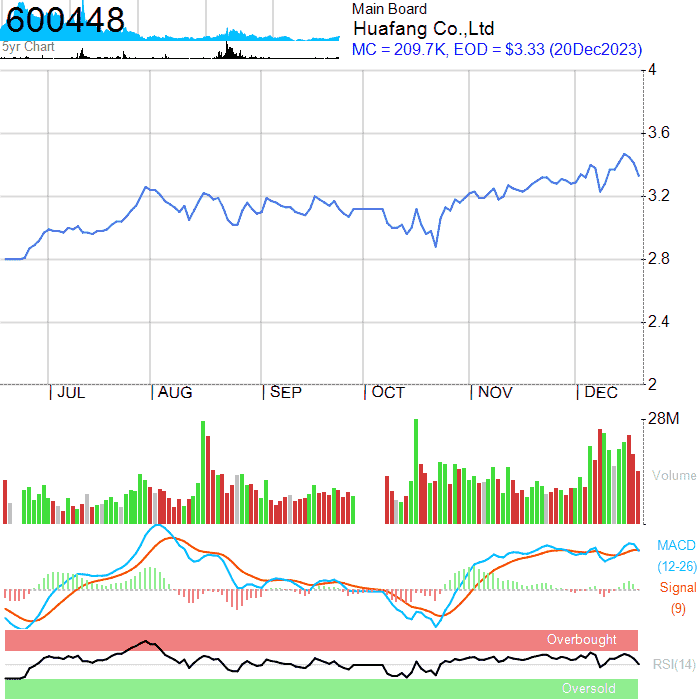 600448
5yr Chart
Main Board
Huafang Co.,Ltd
MC = 209.7K, EOD = $3.33 (20Dec2023)
4
3.6
3.2
2.8
2.4
2
JUL AUG SEP OCT NOV DEC
28M
Volume
MACD
(12-26)
Signal
(9)
Overbought
RSI(14)
Oversold